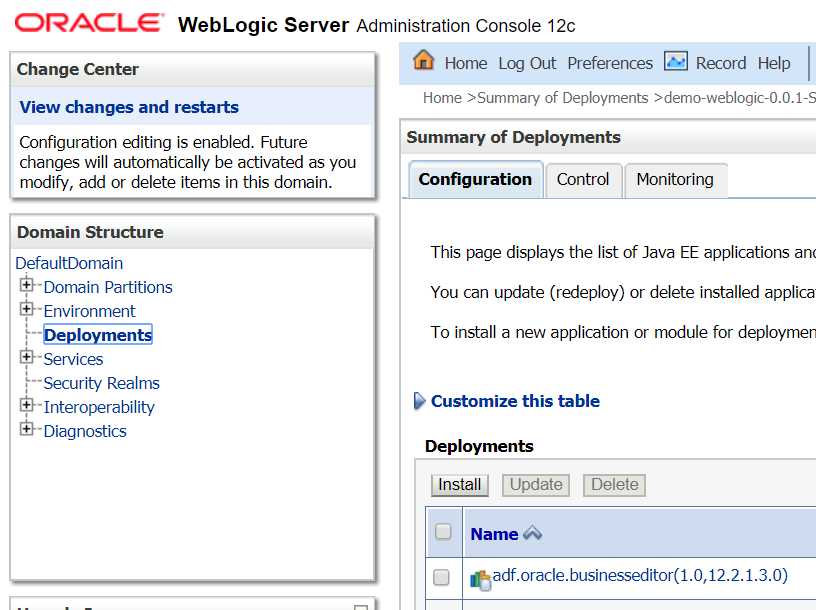 ORACLE WebLogic Server Administration Console 12c
Change Center
View changes and restarts
Configuration editing is enabled. Future
changes will automatically be activated as you
modify, add or delete items in this domain.
Domain Structure
DefaultDomain
Domain Partitions
Environment
Deployments
Services
Security Realms
Interoperability
Diagnostics
Home Log Out Preferences Record Help
Home >Summary of Deployments >demo-weblogic-0.0.1-S
Summary of Deployments
Configuration Control Monitoring
This page displays the list of Java EE applications and
You can update (redeploy) or delete installed applica
To install a new application or module for deploymen
Customize this table
Deployments
Install Update Delete
Name
adf.oracle.businesseditor(1.0,12.2.1.3.0)